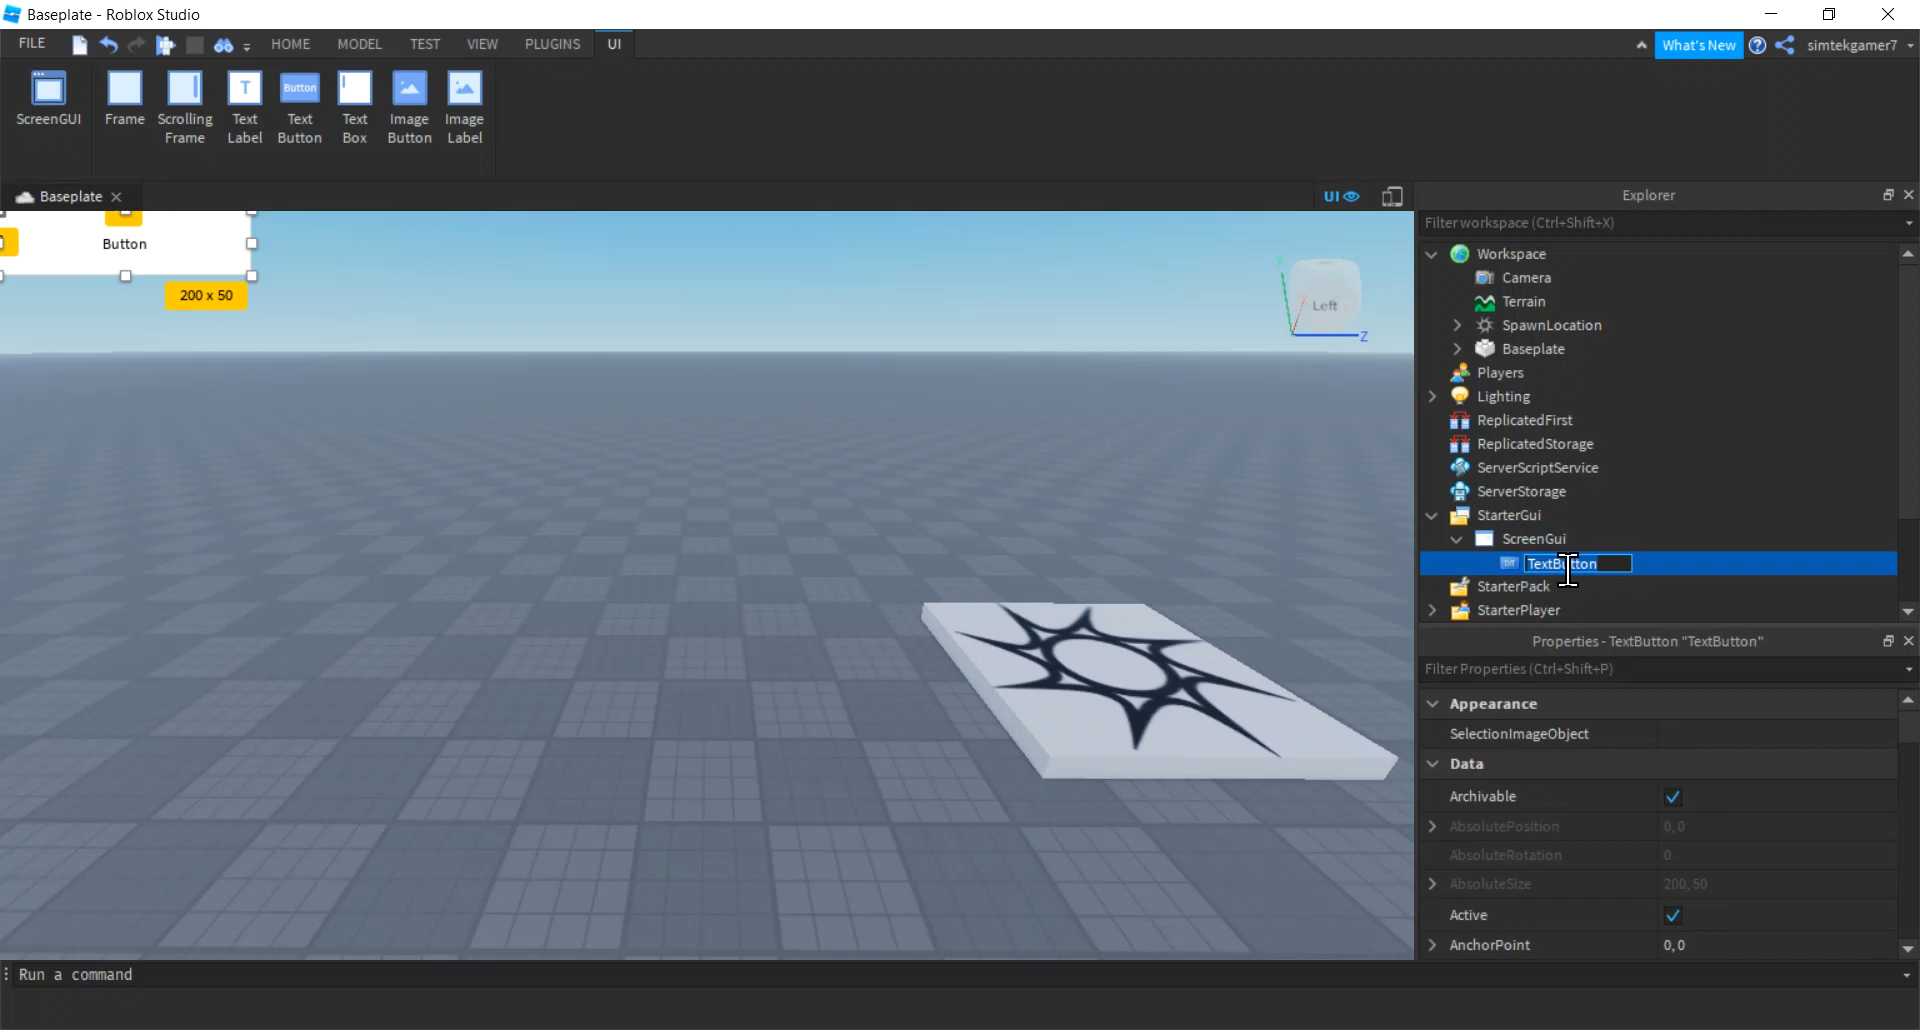 Baseplate - Roblox Studio
FILE HOME MODEL TEST VIEW PLUGINS UI What's New simtekgamer7
ScreenGUI
Frame
Scrolling Frame
T
Text Label
Button
Text Button
Text Box
Image Button
Image Label
Baseplate
UI
Explorer
Filter workspace (Ctrl+Shift+X)
Button
200 x 50
Left
Z
Workspace
Camera
Terrain
SpawnLocation
Baseplate
Players
Lighting
ReplicatedFirst
ReplicatedStorage
ServerScriptService
ServerStorage
StarterGui
ScreenGui
TextButton
StarterPack
StarterPlayer
Properties - TextButton "TextButton"
Filter Properties (Ctrl+Shift+P)
Appearance
SelectionImageObject
Data
Archivable
AbsolutePosition 0, 0
AbsoluteRotation 0
AbsoluteSize 200, 50
Active
AnchorPoint 0, 0
Run a command